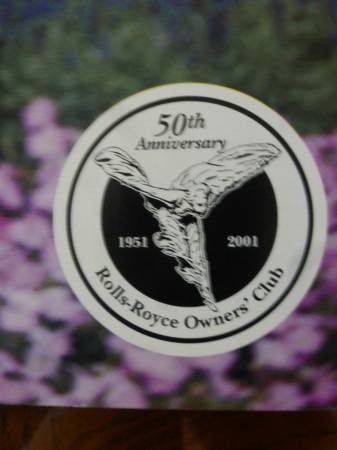 50th
Anniversary
1951 2001
Rolls-Royce Owners' Club